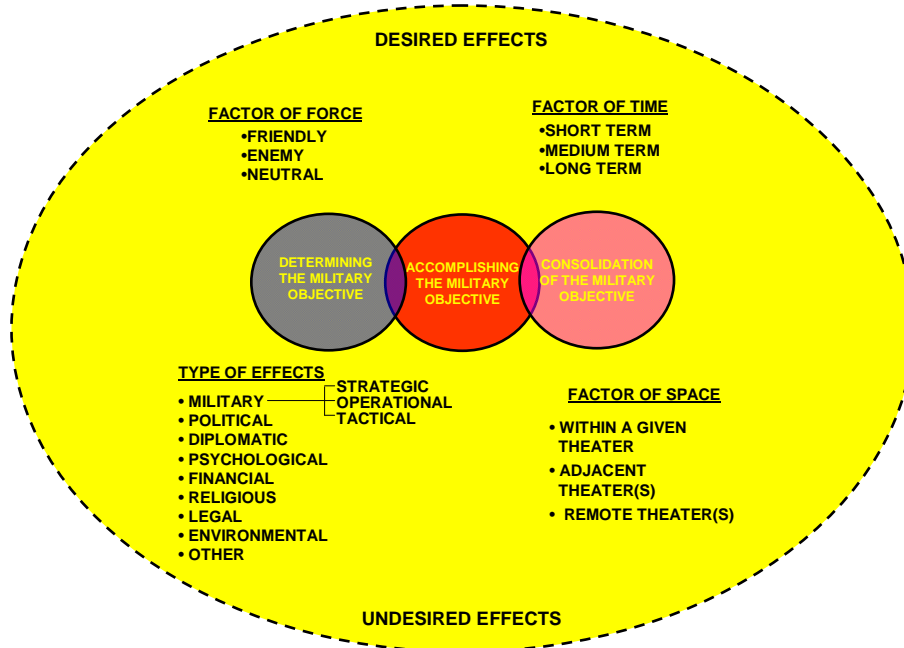 DESIRED EFFECTS
FACTOR OF FORCE
•FRIENDLY
•ENEMY
•NEUTRAL
FACTOR OF TIME
•SHORT TERM
•MEDIUM TERM
•LONG TERM
DETERMINING
THE MILITARY
OBJECTIVE
ACCOMPLISHING
THE MILITARY
OBJECTIVE
CONSOLIDATION
OF THE MILITARY
OBJECTIVE
TYPE OF EFFECTS
• MILITARY
STRATEGIC
OPERATIONAL
TACTICAL
• POLITICAL
• DIPLOMATIC
• PSYCHOLOGICAL
• FINANCIAL
• RELIGIOUS
• LEGAL
• ENVIRONMENTAL
• OTHER
FACTOR OF SPACE
• WITHIN A GIVEN
THEATER
• ADJACENT
THEATER(S)
• REMOTE THEATER(S)
UNDESIRED EFFECTS